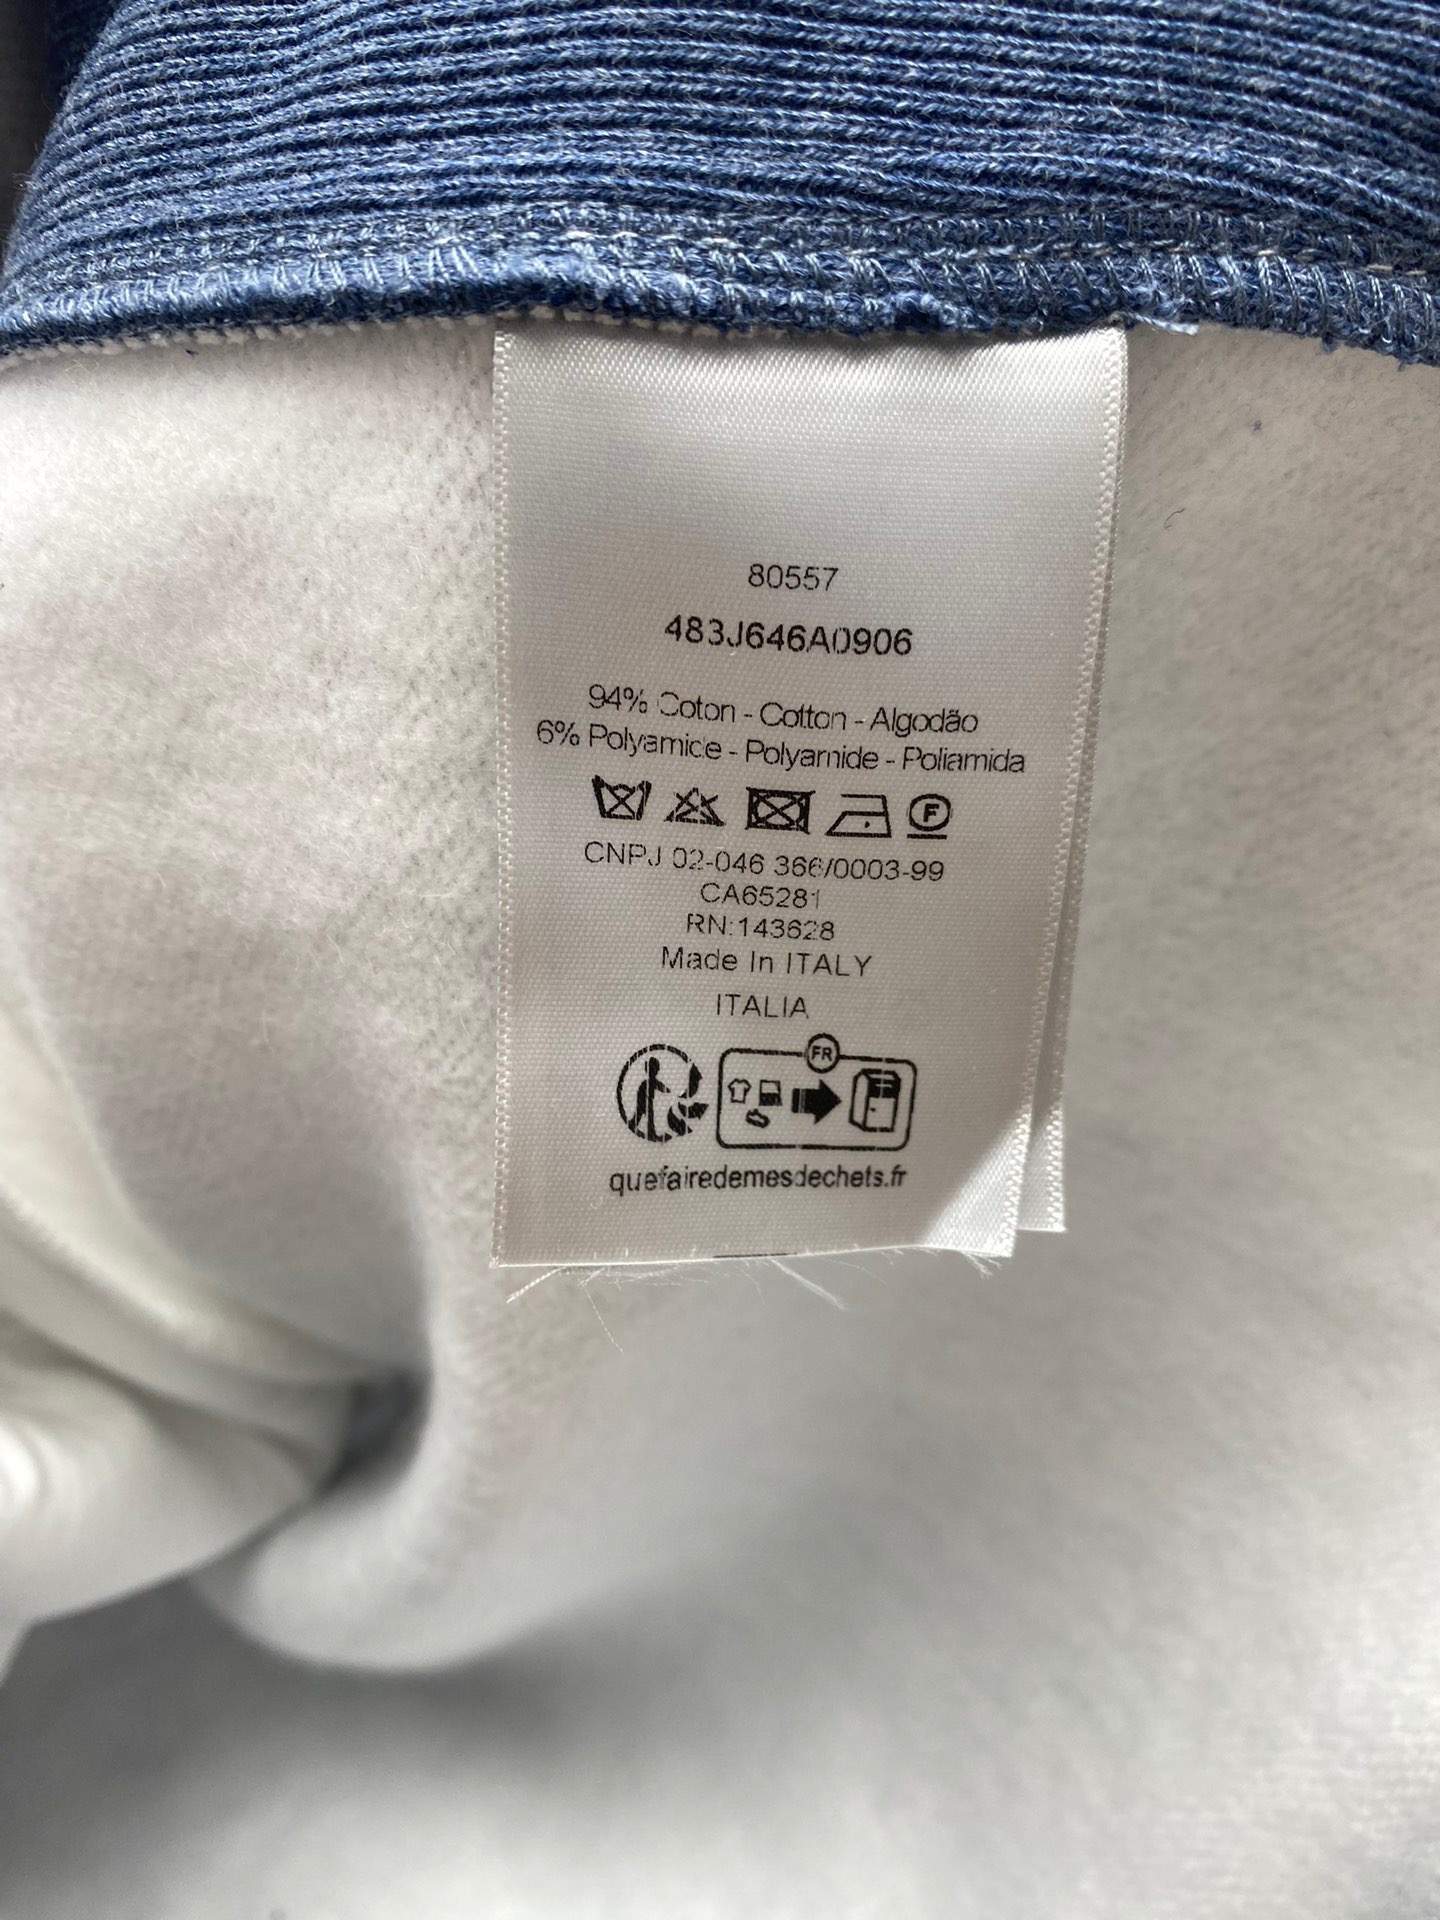 80557
483J646A0906
94% Coton - Cotton - Algodão
6% Polyamide - Polyamide - Poliamida
F
CNPJ 02-046 366/0003-99
CA65281
RN:143628
Made In ITALY
ITALIA
FR
quefairedemesdechets.fr